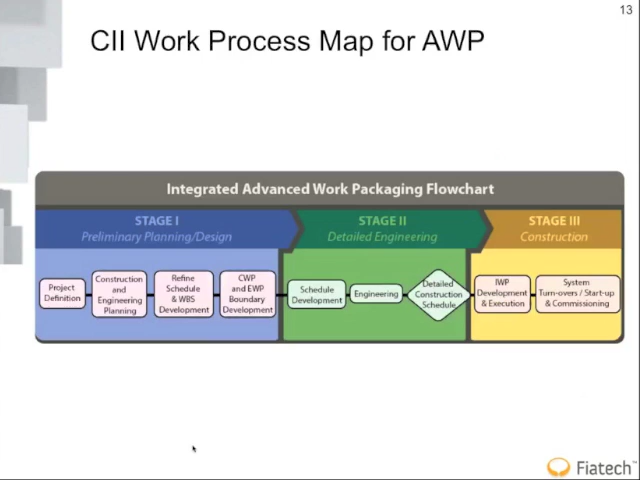 13
CII Work Process Map for AWP
Integrated Advanced Work Packaging Flowchart
STAGE I
Preliminary Planning/Design
STAGE II
Detailed Engineering
STAGE III
Construction
Project
Definition
Construction
and
Engineering
Planning
Refine
Schedule
& WBS
Development
CWP
and EWP
Boundary
Development
Schedule
Development
Engineering
Detailed
Construction
Schedule
IWP
Development
& Execution
System
Turn-overs / Start-up
& Commissioning
Fiatech™